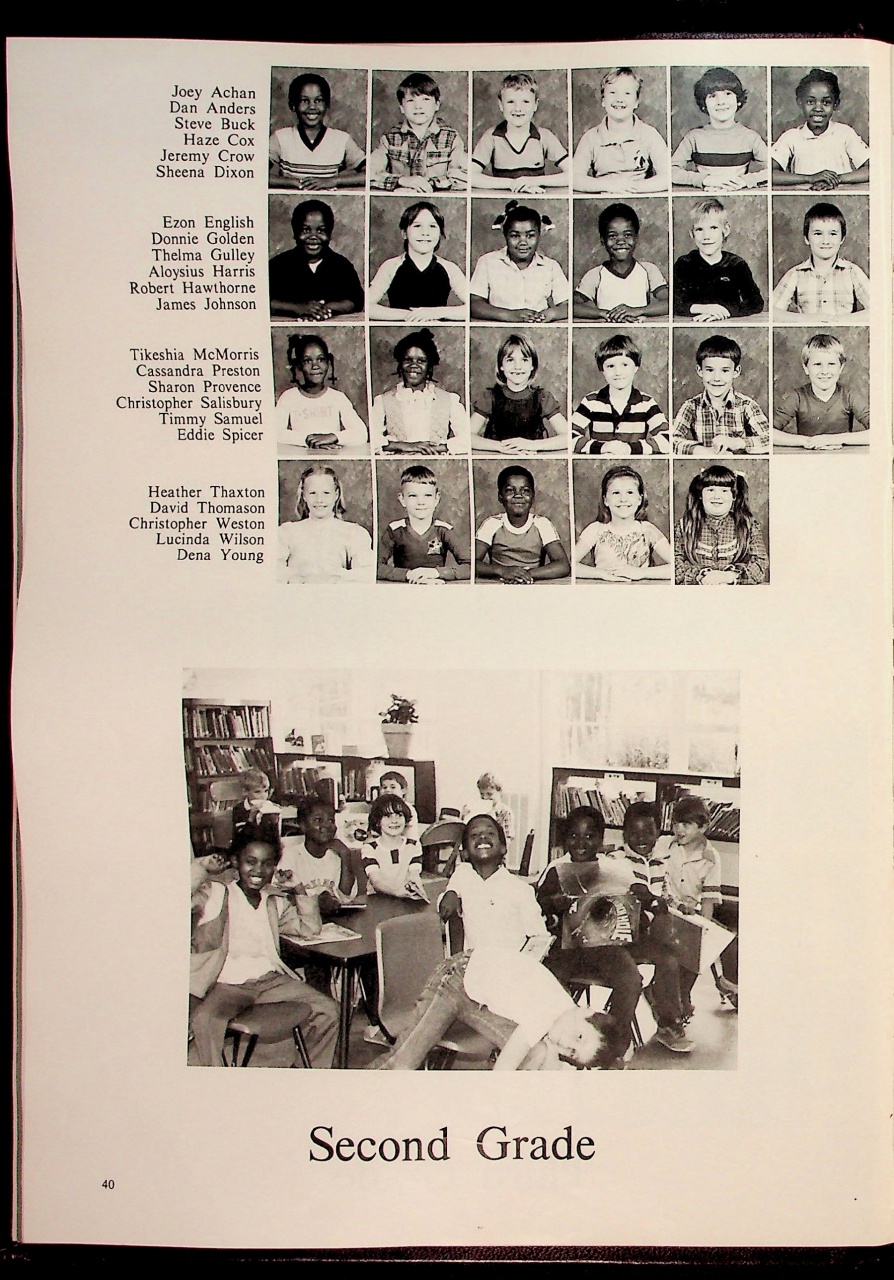 Joey Achan
Dan Anders
Steve Buck
Haze Cox
Jeremy Crow
Sheena Dixon
Ezon English
Donnie Golden
Thelma Gulley
Aloysius Harris
Robert Hawthorne
James Johnson
Tikeshia McMorris
Cassandra Preston
Sharon Provence
Christopher Salisbury
Timmy Samuel
Eddie Spicer
T-SHIRT
Heather Thaxton
David Thomason
Christopher Weston
Lucinda Wilson
Dena Young
Second Grade
40